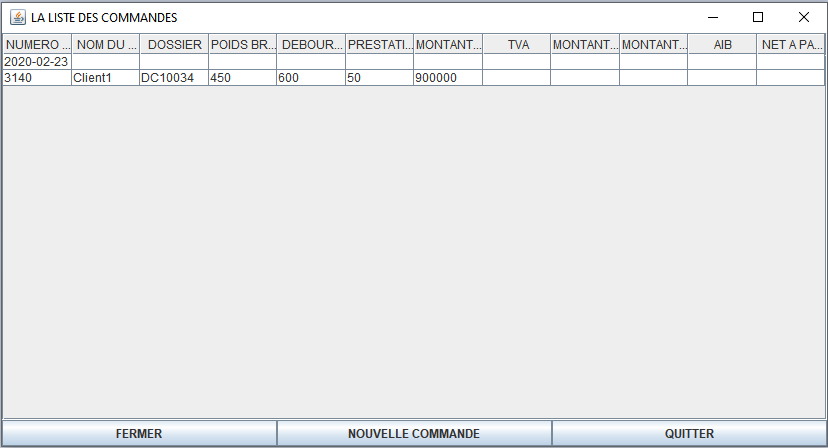 LA LISTE DES COMMANDES
NUMERO ... NOM DU ... DOSSIER POIDS BR... DEBOUR... PRESTATI... MONTANT... TVA MONTANT... MONTANT... AIB NET A PA...
2020-02-23
3140 Client1 DC10034 450 600 50 900000
FERMER NOUVELLE COMMANDE QUITTER